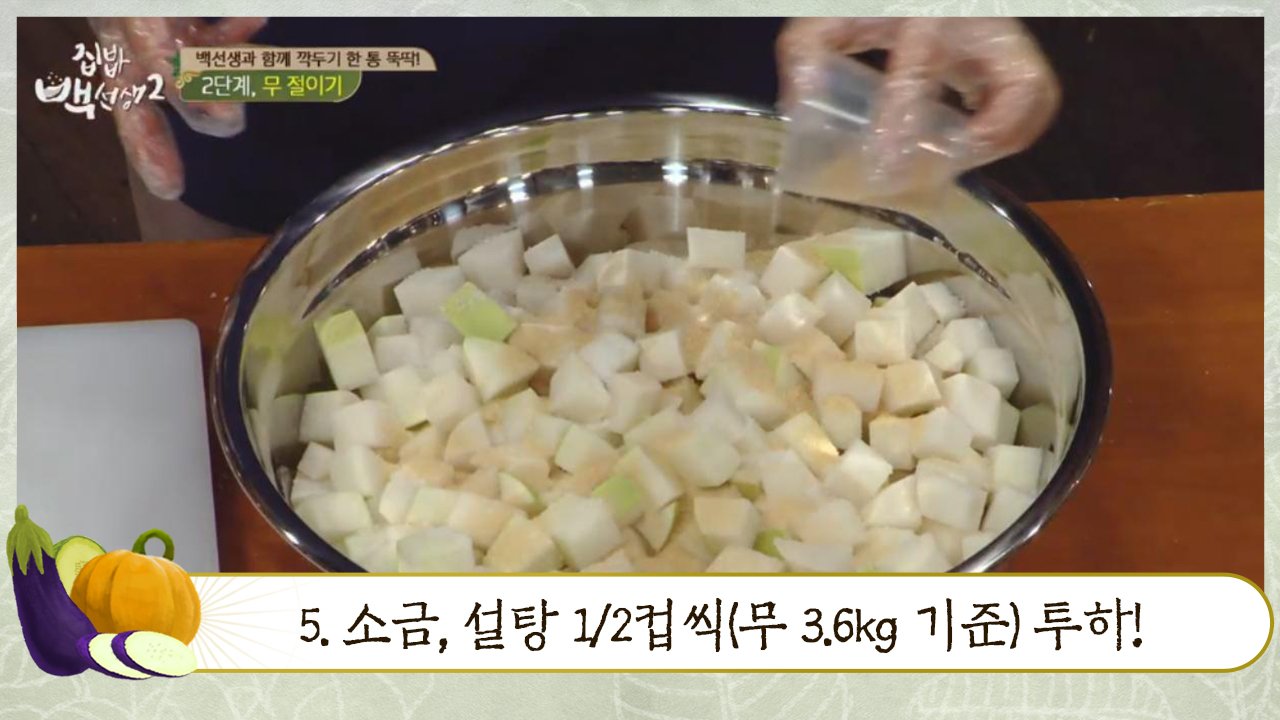 집밥
백선생2
백선생과 함께 깍두기 한 통 뚝딱!
2단계, 무 절이기
5. 소금, 설탕 1/2컵씩(무 3.6kg 기준) 투하!